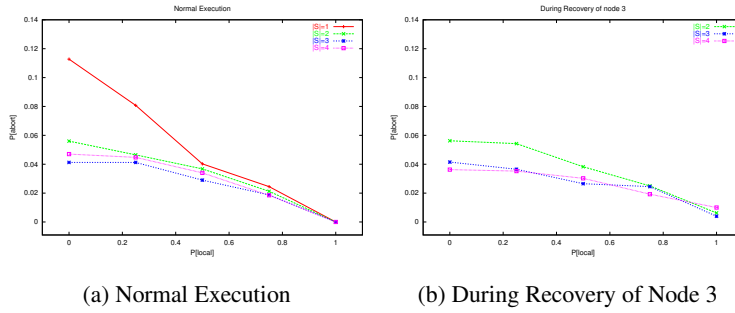 Normal Execution
0.14
0.12
0.1
0.08
0.06
0.04
0.02
0
P[abort]
|S|=1
|S|=2
|S|=3
|S|=4
0 0.2 0.4 0.6 0.8 1
P[local]
(a) Normal Execution
During Recovery of node 3
0.14
0.12
0.1
0.08
0.06
0.04
0.02
0
P[abort]
|S|=2
|S|=3
|S|=4
0 0.2 0.4 0.6 0.8 1
P[local]
(b) During Recovery of Node 3